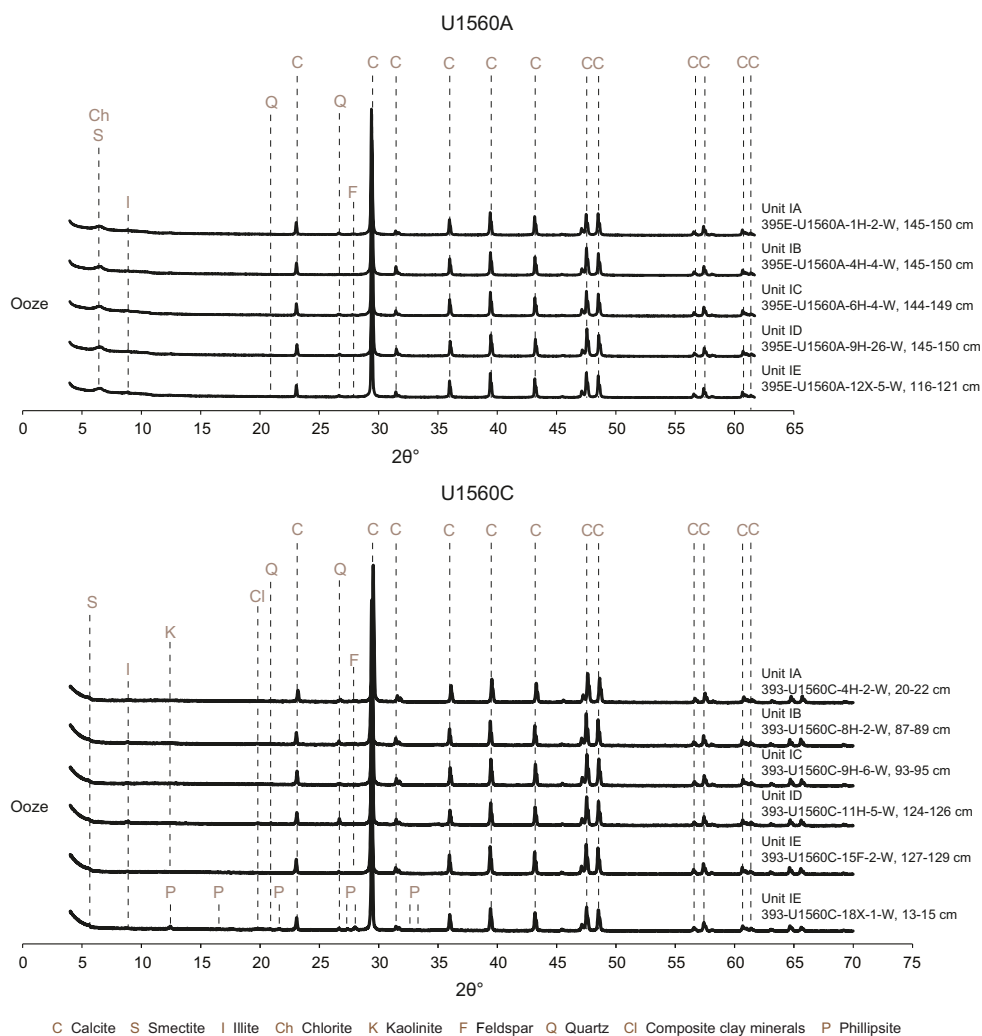 U1560A
C C C C C C CC CC CC
Q Q
Ch
S
I F
Unit IA
395E-U1560A-1H-2-W, 145-150 cm
Unit IB
395E-U1560A-4H-4-W, 145-150 cm
Ooze
Unit IC
395E-U1560A-6H-4-W, 144-149 cm
Unit ID
395E-U1560A-9H-26-W, 145-150 cm
Unit IE
395E-U1560A-12X-5-W, 116-121 cm
0 5 10 15 20 25 30 35 40 45 50 55 60 65
2θ°
U1560C
C C C C C C CC CC CC
Q Q
S Cl
K
I F
Unit IA
393-U1560C-4H-2-W, 20-22 cm
Unit IB
393-U1560C-8H-2-W, 87-89 cm
Unit IC
393-U1560C-9H-6-W, 93-95 cm
Ooze
Unit ID
393-U1560C-11H-5-W, 124-126 cm
Unit IE
393-U1560C-15F-2-W, 127-129 cm
P P P P P
Unit IE
393-U1560C-18X-1-W, 13-15 cm
0 5 10 15 20 25 30 35 40 45 50 55 60 65 70 75
2θ°
C Calcite S Smectite I Illite Ch Chlorite K Kaolinite F Feldspar Q Quartz Cl Composite clay minerals P Phillipsite